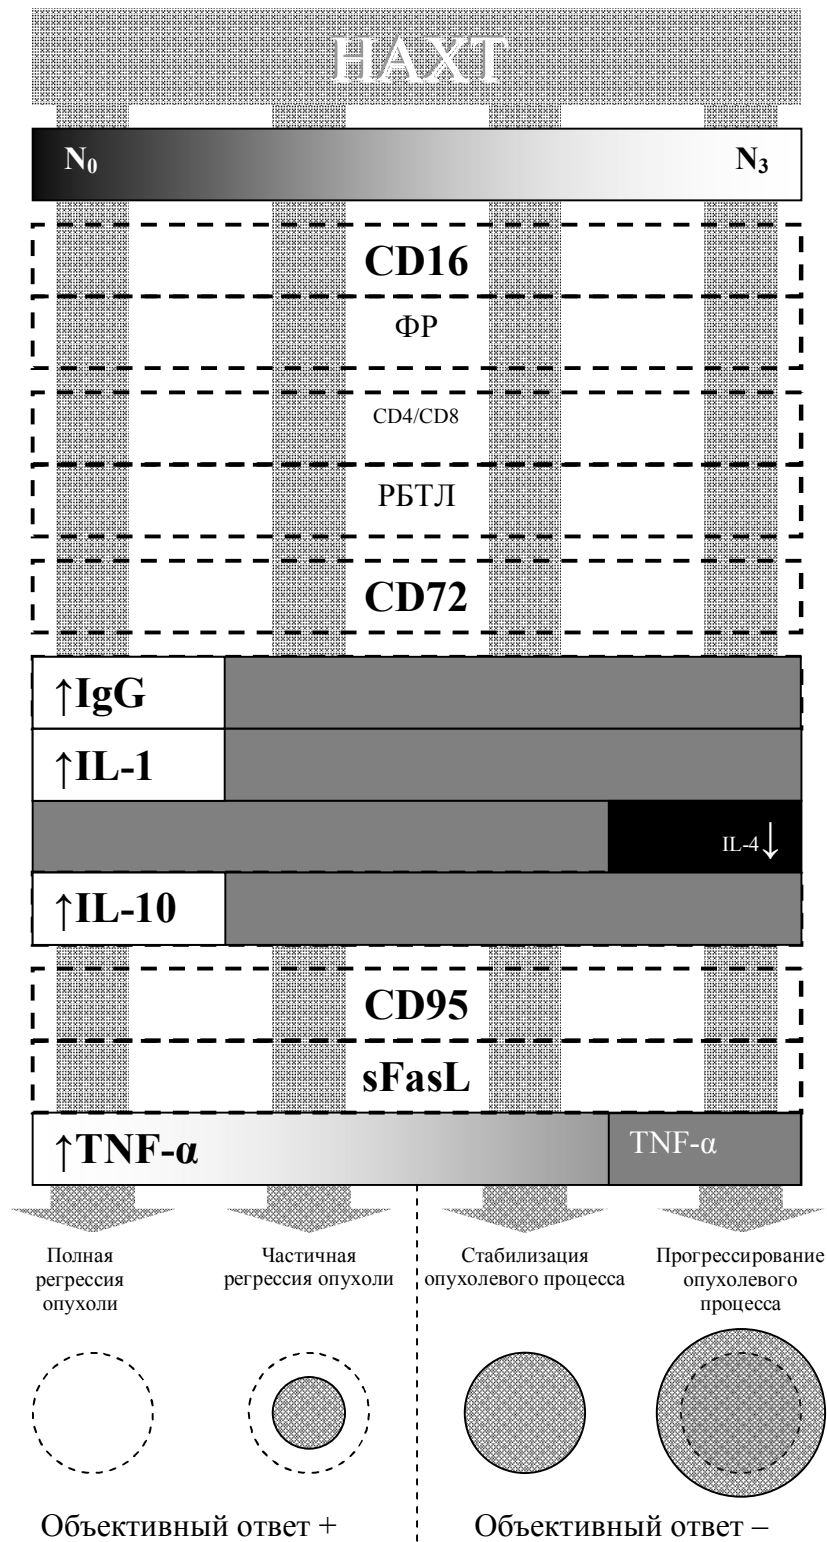 НАХТ
N₀ N₃
CD16
ФР
CD4/CD8
РБТЛ
CD72
↑IgG
↑IL-1
IL-4↓
↑IL-10
CD95
sFasL
↑TNF-α TNF-α
Полная
регрессия
опухоли
Частичная
регрессия опухоли
Стабилизация
опухолевого процесса
Прогрессирование
опухолевого
процесса
Объективный ответ +
Объективный ответ –